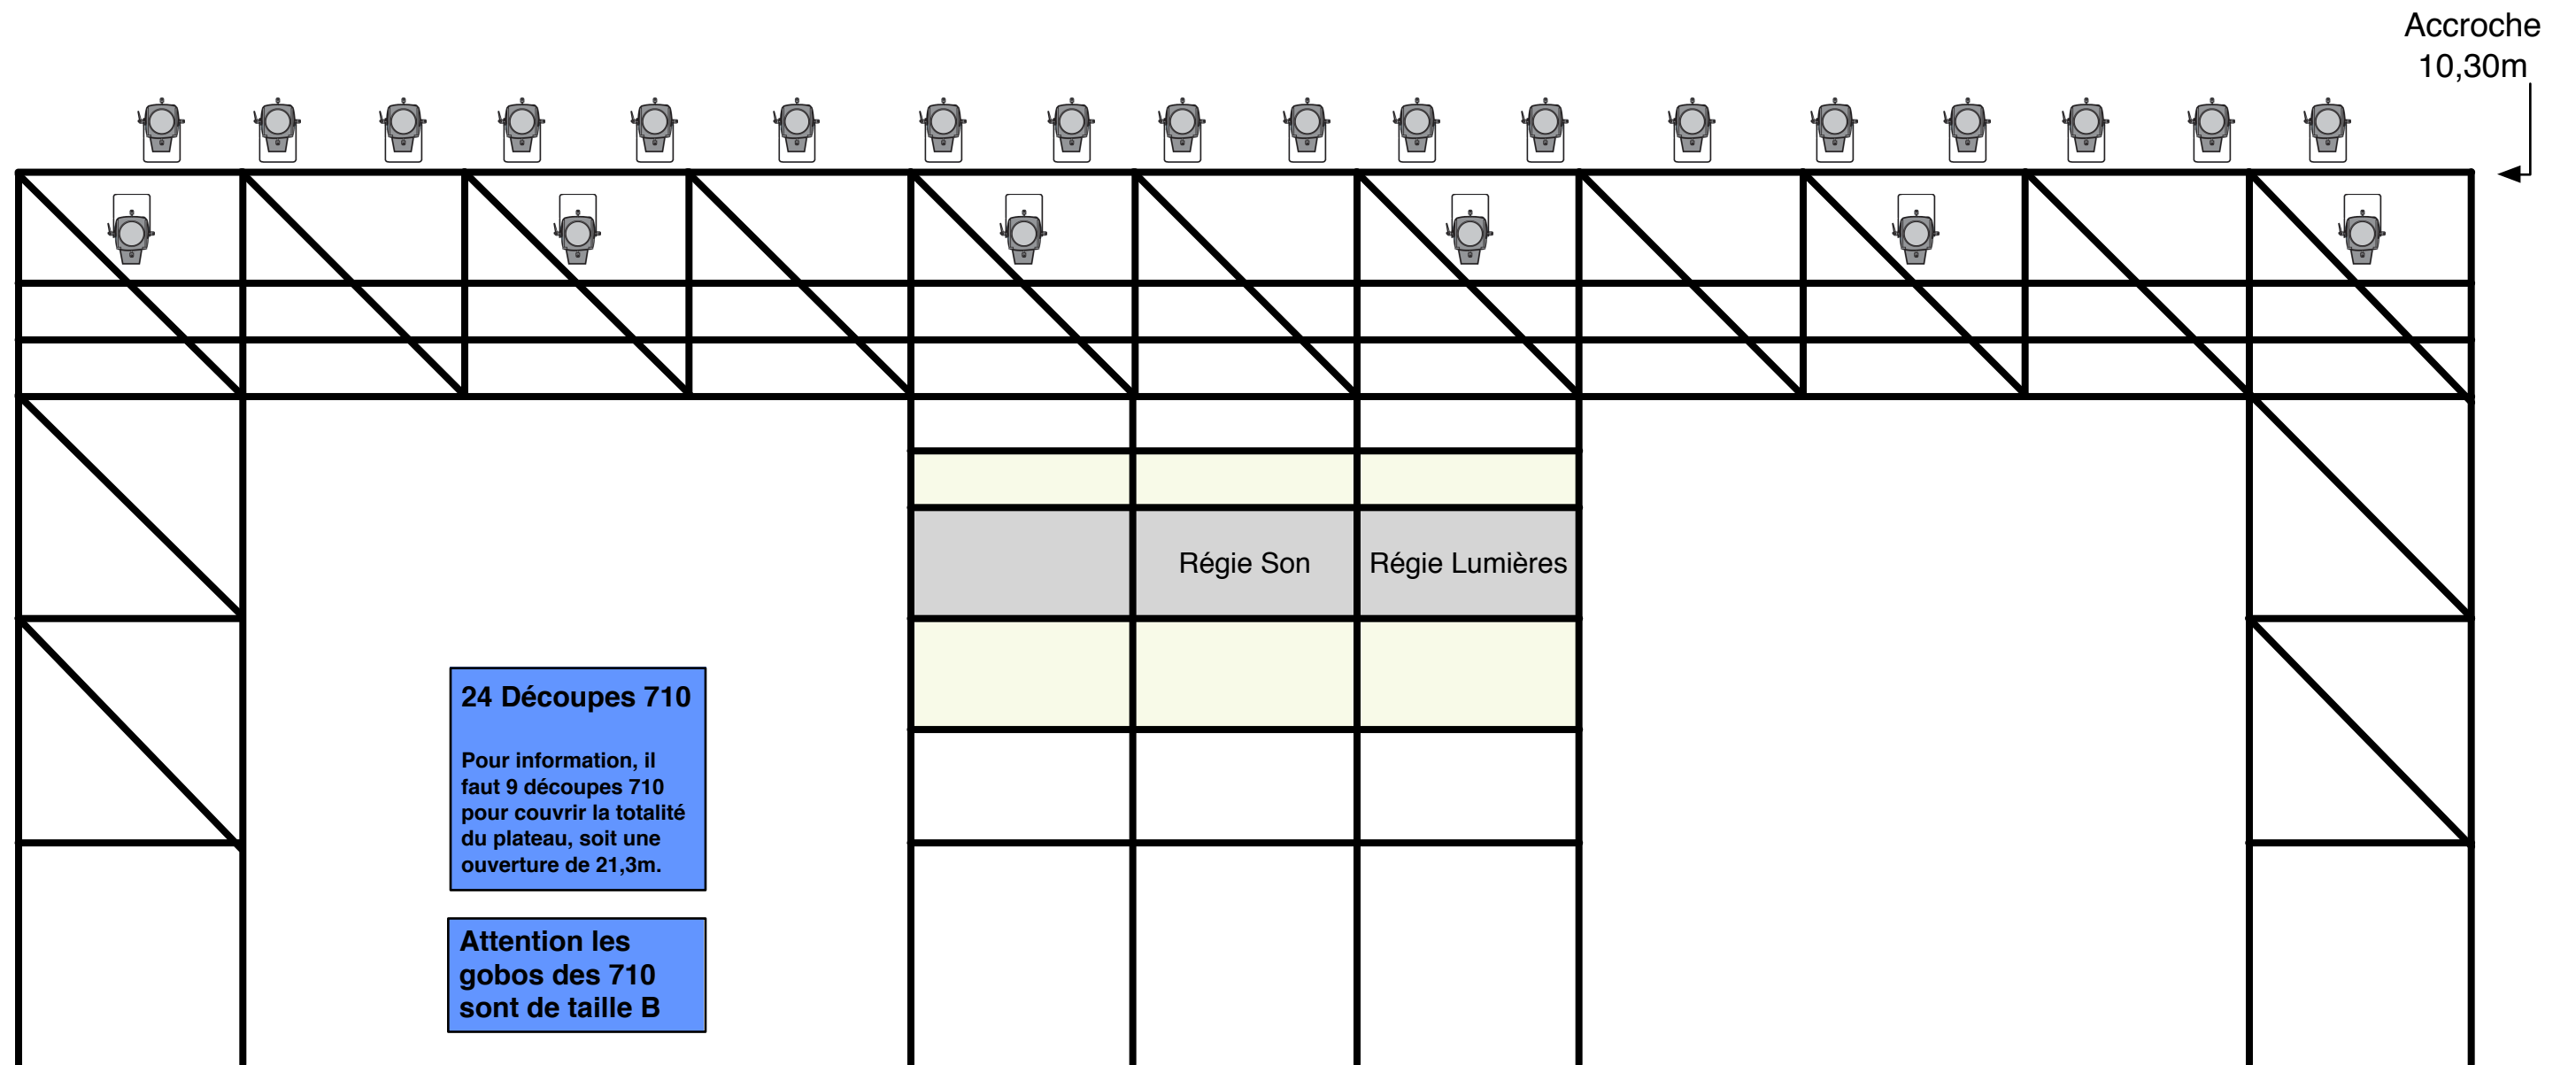 Accroche
10,30m
Régie Son
Régie Lumières
24 Découpes 710
Pour information, il
faut 9 découpes 710
pour couvrir la totalité
du plateau, soit une
ouverture de 21,3m.
Attention les
gobos des 710
sont de taille B